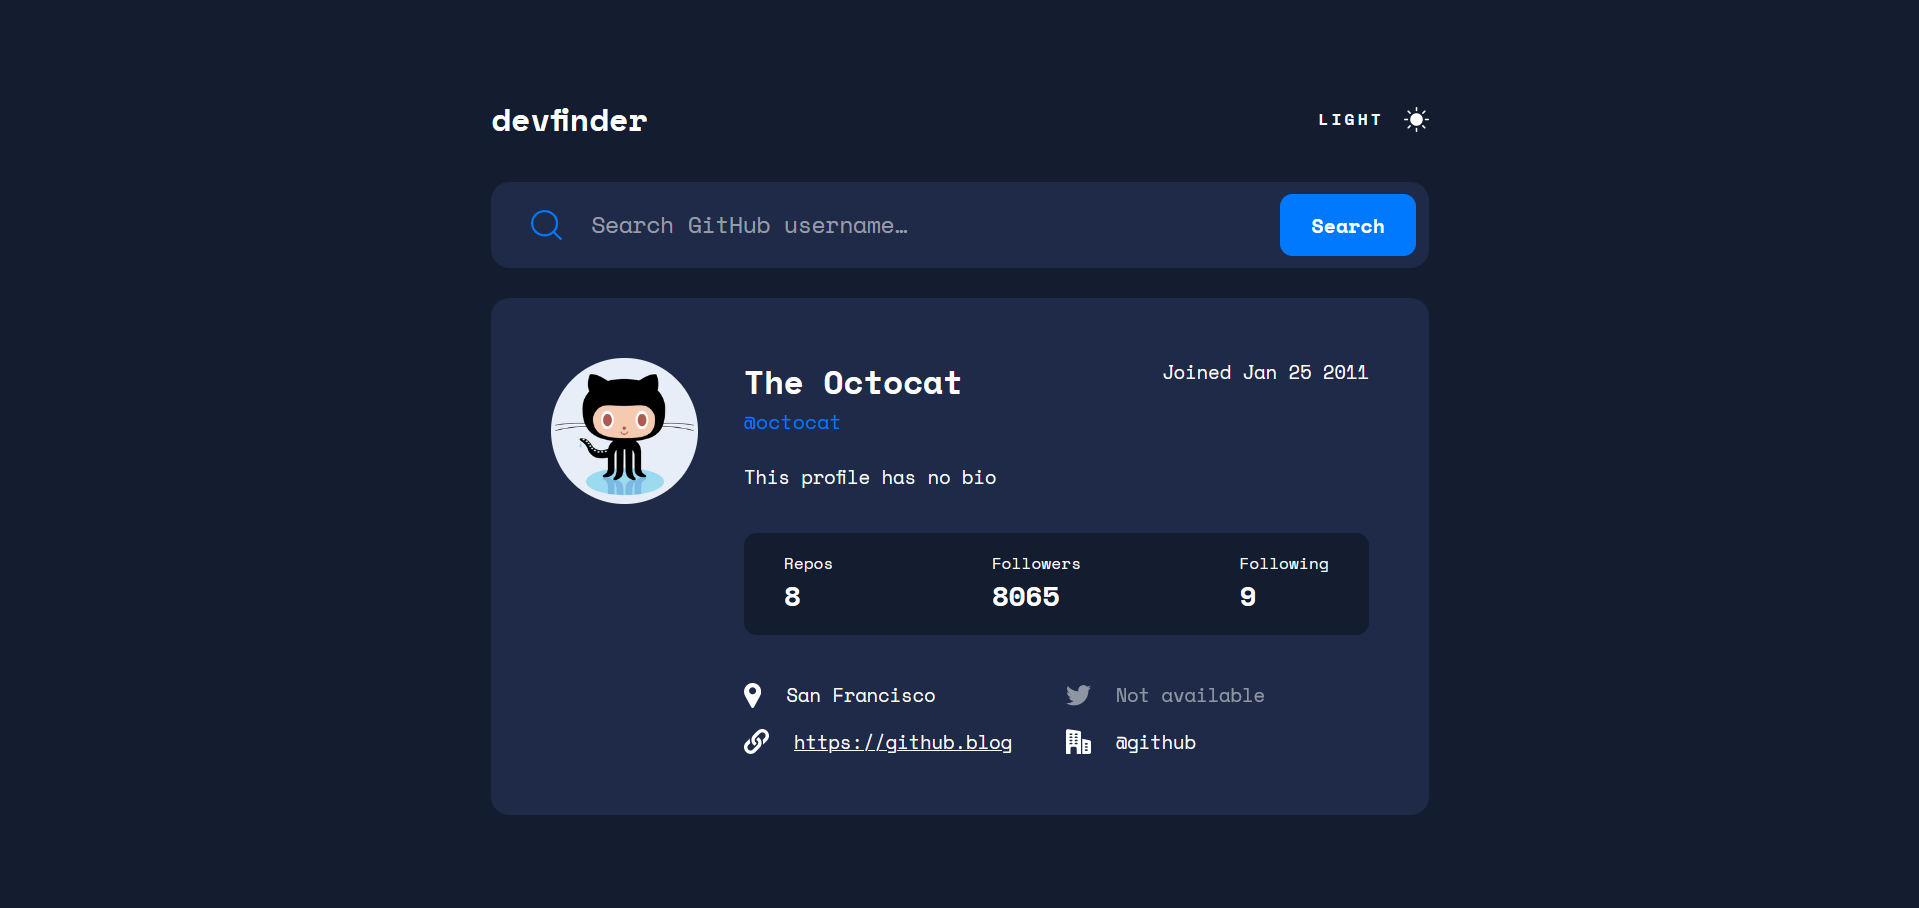 devfinder
LIGHT
Search GitHub username…
Search
The Octocat
Joined Jan 25 2011
@octocat
This profile has no bio
Repos Followers Following
8 8065 9
San Francisco
Not available
https://github.blog
@github